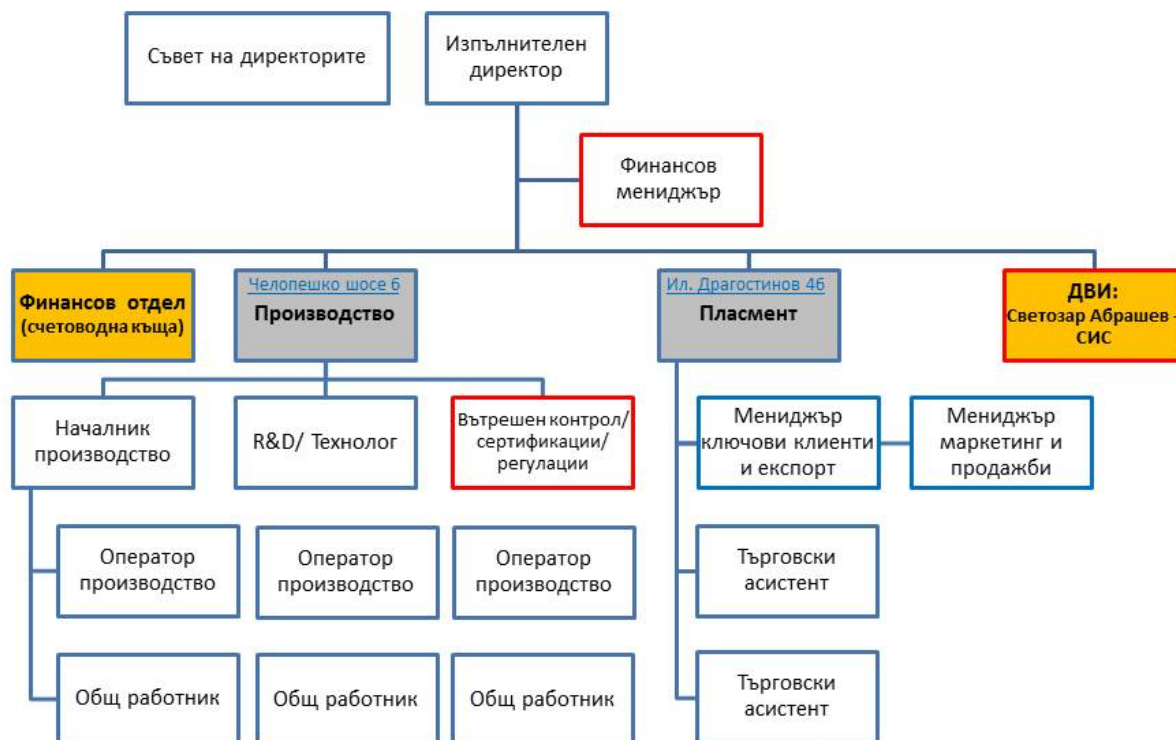 Съвет на директорите
Изпълнителен
директор
Финансов
мениджър
Финансов отдел
(счетоводна къща)
Челопешко шосе 6
Производство
Ил. Драгостинов 4б
Пласмент
ДВИ:
Светозар Абрашев -
СИС
Началник
производство
R&D/ Технолог
Вътрешен контрол/
сертификации/
регулации
Мениджър
ключови клиенти
и експорт
Мениджър
маркетинг и
продажби
Оператор
производство
Оператор
производство
Оператор
производство
Търговски
асистент
Общ работник
Общ работник
Общ работник
Търговски
асистент